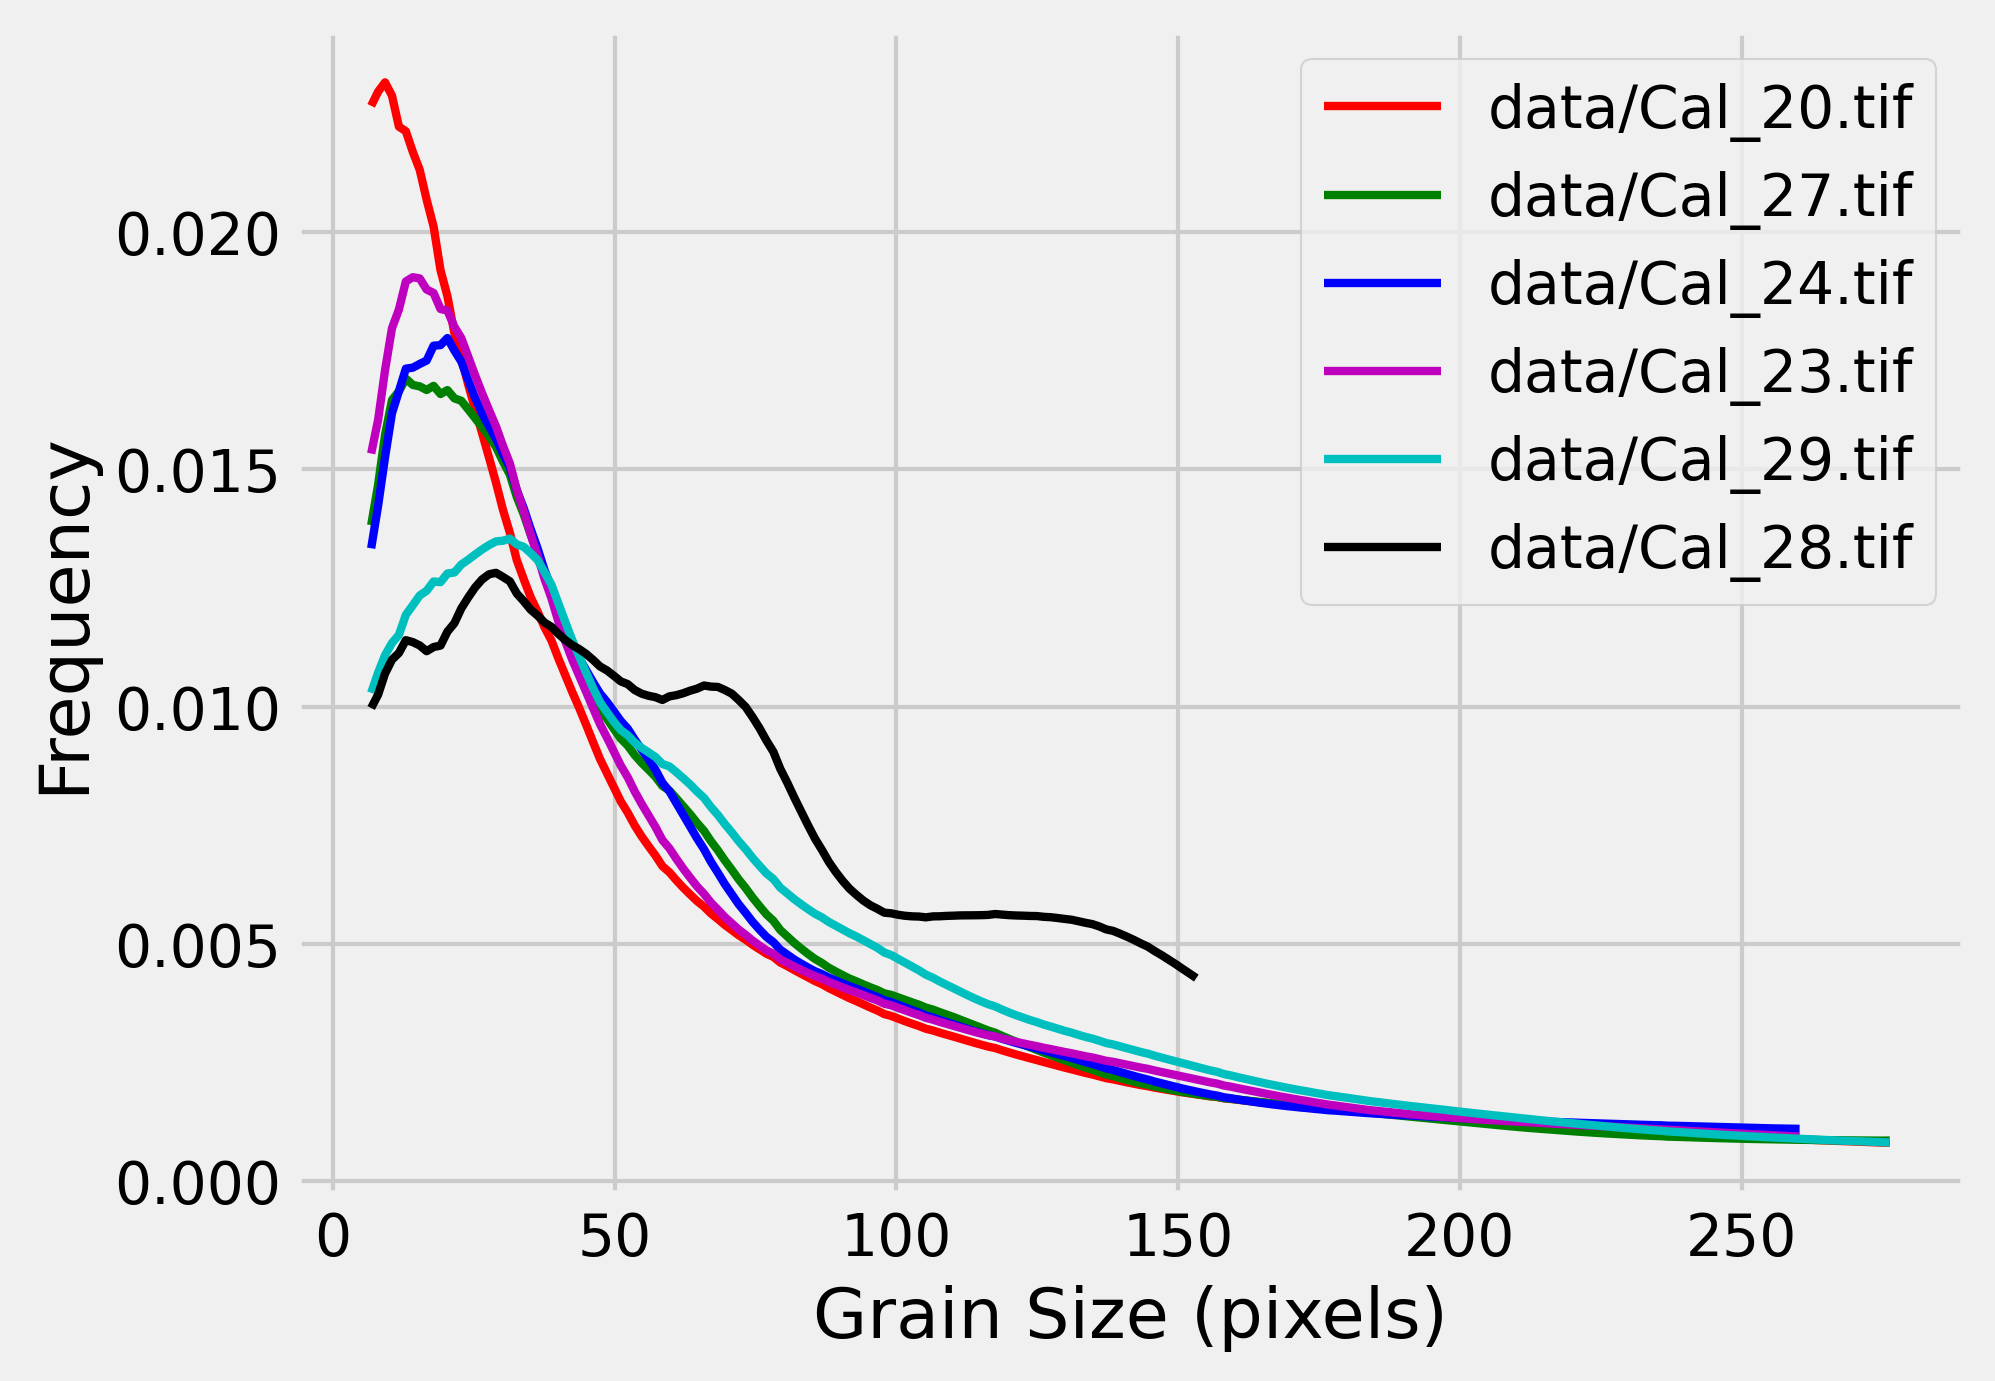 data/Cal_20.tif
data/Cal_27.tif
data/Cal_24.tif
data/Cal_23.tif
data/Cal_29.tif
data/Cal_28.tif
Frequency
0.020
0.015
0.010
0.005
0.000
0 50 100 150 200 250
Grain Size (pixels)